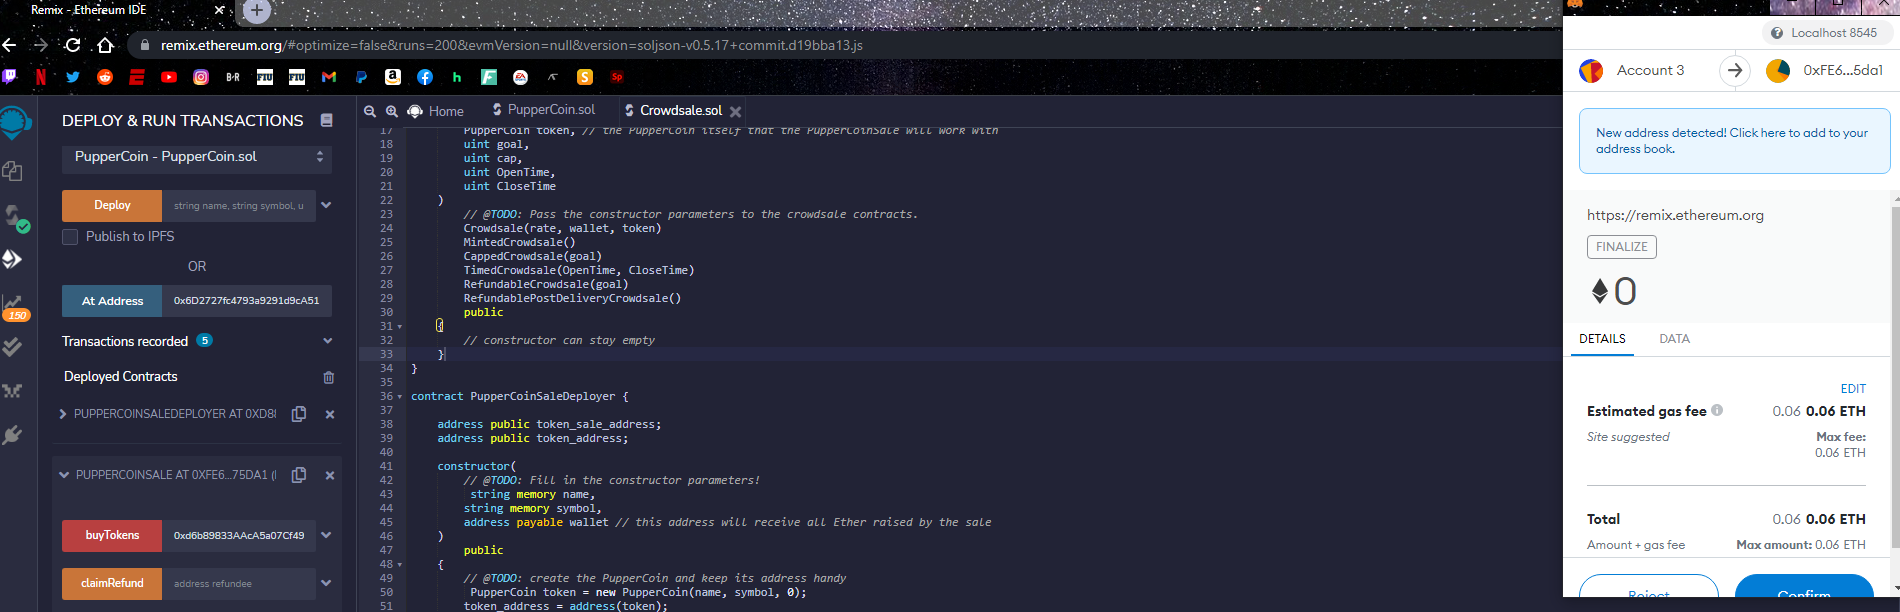 Remix - Ethereum IDE
remix.ethereum.org/#optimize=false&runs=200&evmVersion=null&version=soljson-v0.5.17+commit.d19bba13.js
B·R
FIU
FIU
Sp
DEPLOY & RUN TRANSACTIONS
PupperCoin - PupperCoin.sol
Deploy string name, string symbol, u
Publish to IPFS
OR
At Address 0x6D2727fc4793a9291d9cA51
150
Transactions recorded 5
Deployed Contracts
PUPPERCOINSALEDEPLOYER AT 0XD8
PUPPERCOINSALE AT 0XFE6...75DA1 (
buyTokens 0xd6b89833AAcA5a07Cf49
claimRefund address refundee
Home PupperCoin.sol Crowdsale.sol
17 PupperCoin token, // the PupperCoin itself that the PupperCoinSale will work with
18 uint goal,
19 uint cap,
20 uint OpenTime,
21 uint CloseTime
22 )
23 // @TODO: Pass the constructor parameters to the crowdsale contracts.
24 Crowdsale(rate, wallet, token)
25 MintedCrowdsale()
26 CappedCrowdsale(goal)
27 TimedCrowdsale(OpenTime, CloseTime)
28 RefundableCrowdsale(goal)
29 RefundablePostDeliveryCrowdsale()
30 public
31 {
32 // constructor can stay empty
33 }
34 }
35
36 contract PupperCoinSaleDeployer {
37
38 address public token_sale_address;
39 address public token_address;
40
41 constructor(
42 // @TODO: Fill in the constructor parameters!
43 string memory name,
44 string memory symbol,
45 address payable wallet // this address will receive all Ether raised by the sale
46 )
47 public
48 {
49 // @TODO: create the PupperCoin and keep its address handy
50 PupperCoin token = new PupperCoin(name, symbol, 0);
51 token_address = address(token);
Localhost 8545
Account 3 0xFE6...5da1
New address detected! Click here to add to your
address book.
https://remix.ethereum.org
FINALIZE
0
DETAILS DATA
EDIT
Estimated gas fee 0.06 0.06 ETH
Site suggested Max fee:
0.06 ETH
Total 0.06 0.06 ETH
Amount + gas fee Max amount: 0.06 ETH
Reject Confirm